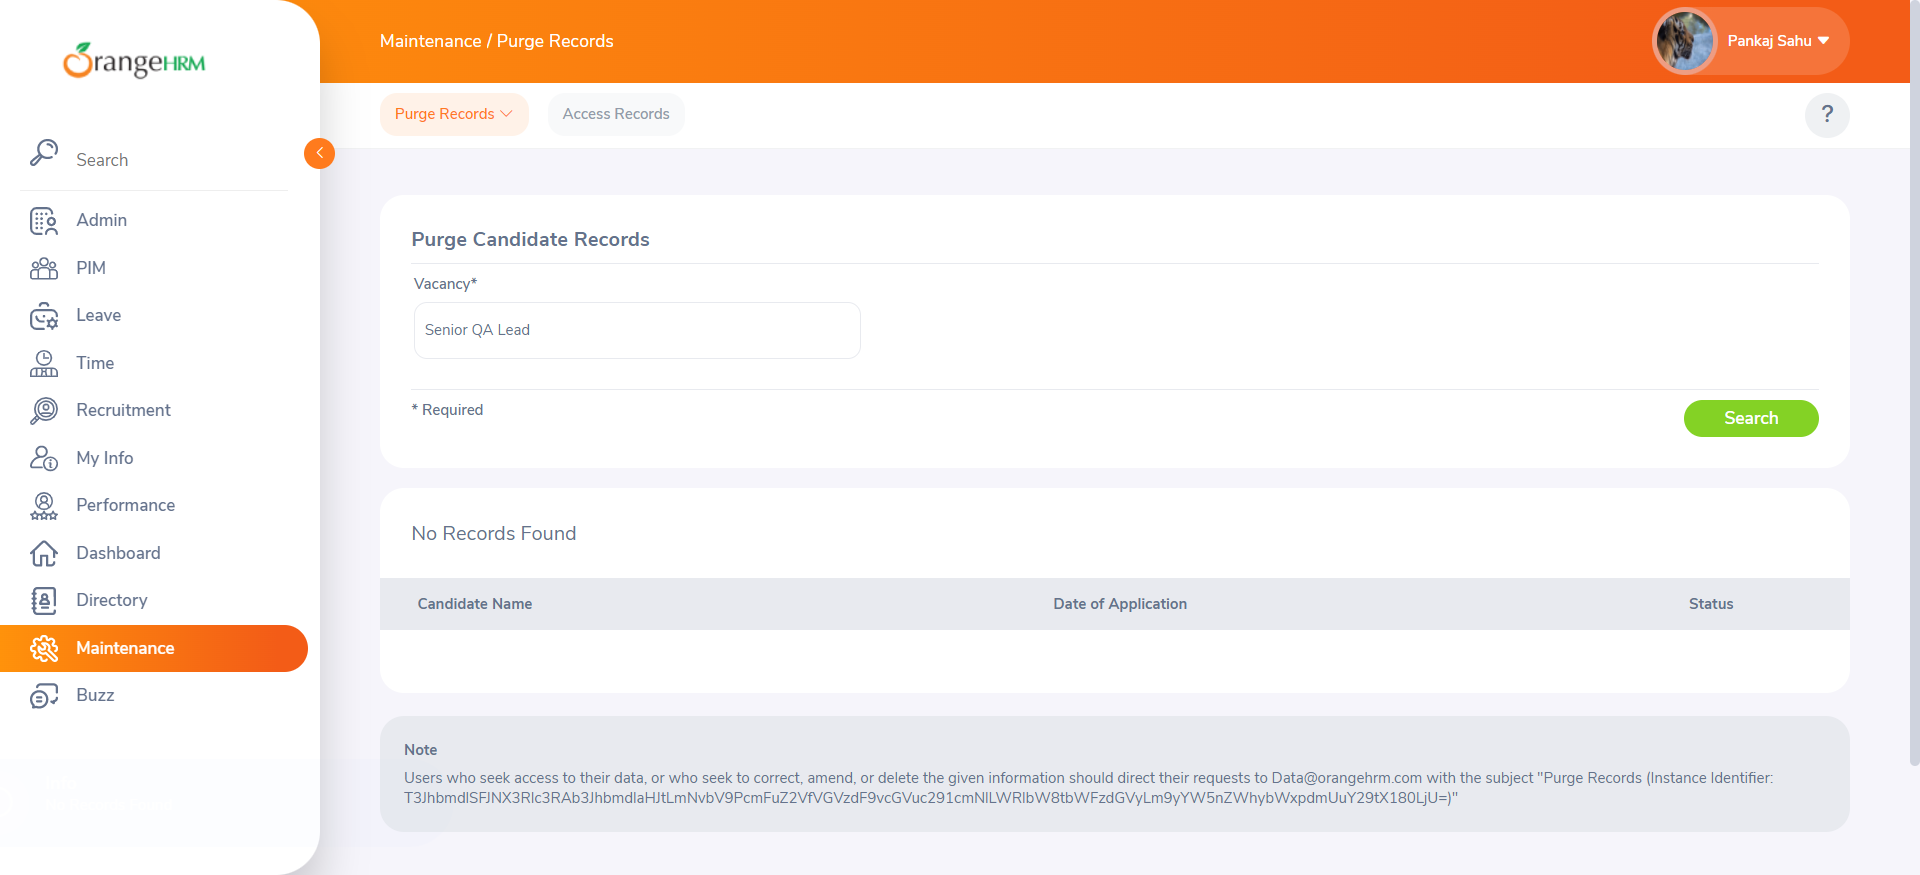 OrangeHRM
Search
Admin
PIM
Leave
Time
Recruitment
My Info
Performance
Dashboard
Directory
Maintenance
Buzz
Maintenance / Purge Records
Pankaj Sahu
Purge Records
Access Records
?
Purge Candidate Records
Vacancy*
Senior QA Lead
* Required
Search
No Records Found
Candidate Name Date of Application Status
Note
Users who seek access to their data, or who seek to correct, amend, or delete the given information should direct their requests to Data@orangehrm.com with the subject "Purge Records (Instance Identifier:
T3JhbmdlSFJNX3Rlc3RAb3JhbmdlaHJtLmNvbV9PcmFuZ2VfVGVzdF9vcGVuc291cmNlLWRlbW8tbWFzdGVyLm9yYW5nZWhybWxpdmUuY29tX180LjU=)"